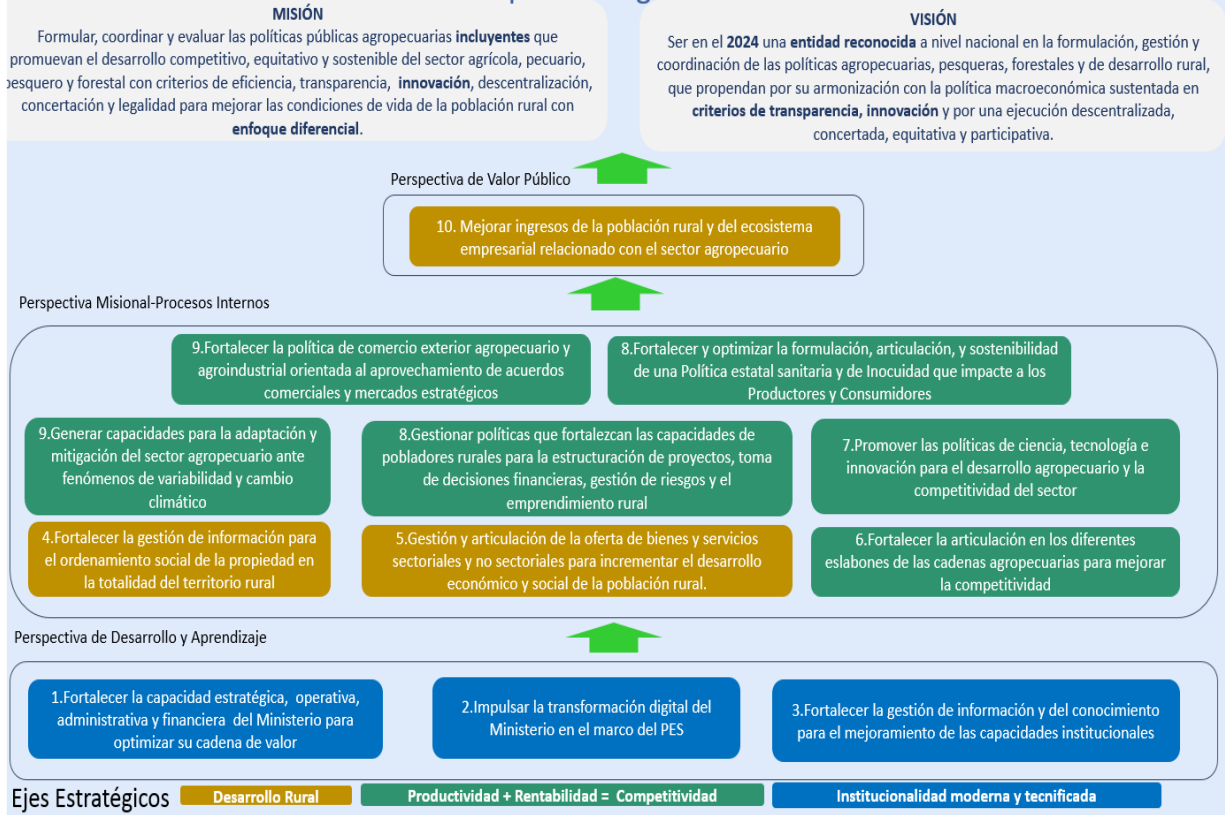 MISIÓN
Formular, coordinar y evaluar las políticas públicas agropecuarias incluyentes que
promuevan el desarrollo competitivo, equitativo y sostenible del sector agrícola, pecuario,
pesquero y forestal con criterios de eficiencia, transparencia, innovación, descentralización,
concertación y legalidad para mejorar las condiciones de vida de la población rural con
enfoque diferencial.
VISIÓN
Ser en el 2024 una entidad reconocida a nivel nacional en la formulación, gestión y
coordinación de las políticas agropecuarias, pesqueras, forestales y de desarrollo rural,
que propendan por su armonización con la política macroeconómica sustentada en
criterios de transparencia, innovación y por una ejecución descentralizada,
concertada, equitativa y participativa.
Perspectiva de Valor Público
10. Mejorar ingresos de la población rural y del ecosistema
empresarial relacionado con el sector agropecuario
Perspectiva Misional-Procesos Internos
9.Fortalecer la política de comercio exterior agropecuario y
agroindustrial orientada al aprovechamiento de acuerdos
comerciales y mercados estratégicos
8.Fortalecer y optimizar la formulación, articulación, y sostenibilidad
de una Política estatal sanitaria y de Inocuidad que impacte a los
Productores y Consumidores
9.Generar capacidades para la adaptación y
mitigación del sector agropecuario ante
fenómenos de variabilidad y cambio
climático
8.Gestionar políticas que fortalezcan las capacidades de
pobladores rurales para la estructuración de proyectos, toma
de decisiones financieras, gestión de riesgos y el
emprendimiento rural
7.Promover las políticas de ciencia, tecnología e
innovación para el desarrollo agropecuario y la
competitividad del sector
4.Fortalecer la gestión de información para
el ordenamiento social de la propiedad en
la totalidad del territorio rural
5.Gestión y articulación de la oferta de bienes y servicios
sectoriales y no sectoriales para incrementar el desarrollo
económico y social de la población rural.
6.Fortalecer la articulación en los diferentes
eslabones de las cadenas agropecuarias para mejorar
la competitividad
Perspectiva de Desarrollo y Aprendizaje
1.Fortalecer la capacidad estratégica, operativa,
administrativa y financiera del Ministerio para
optimizar su cadena de valor
2.Impulsar la transformación digital del
Ministerio en el marco del PES
3.Fortalecer la gestión de información y del conocimiento
para el mejoramiento de las capacidades institucionales
Ejes Estratégicos
Desarrollo Rural
Productividad + Rentabilidad = Competitividad
Institucionalidad moderna y tecnificada